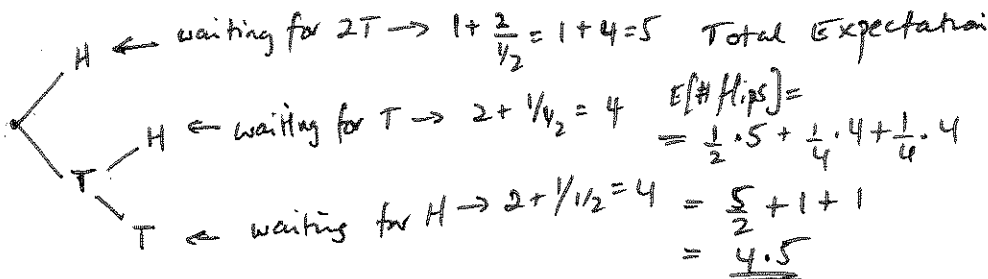 H ← waiting for 2T → 1 + 2/(1/2) = 1 + 4 = 5 Total Expectation
H ← waiting for T → 2 + 1/(1/2) = 4 E[# flips] =
= 1/2 · 5 + 1/4 · 4 + 1/4 · 4
T
T ← waiting for H → 2 + 1/(1/2) = 4 = 5/2 + 1 + 1
= 4.5